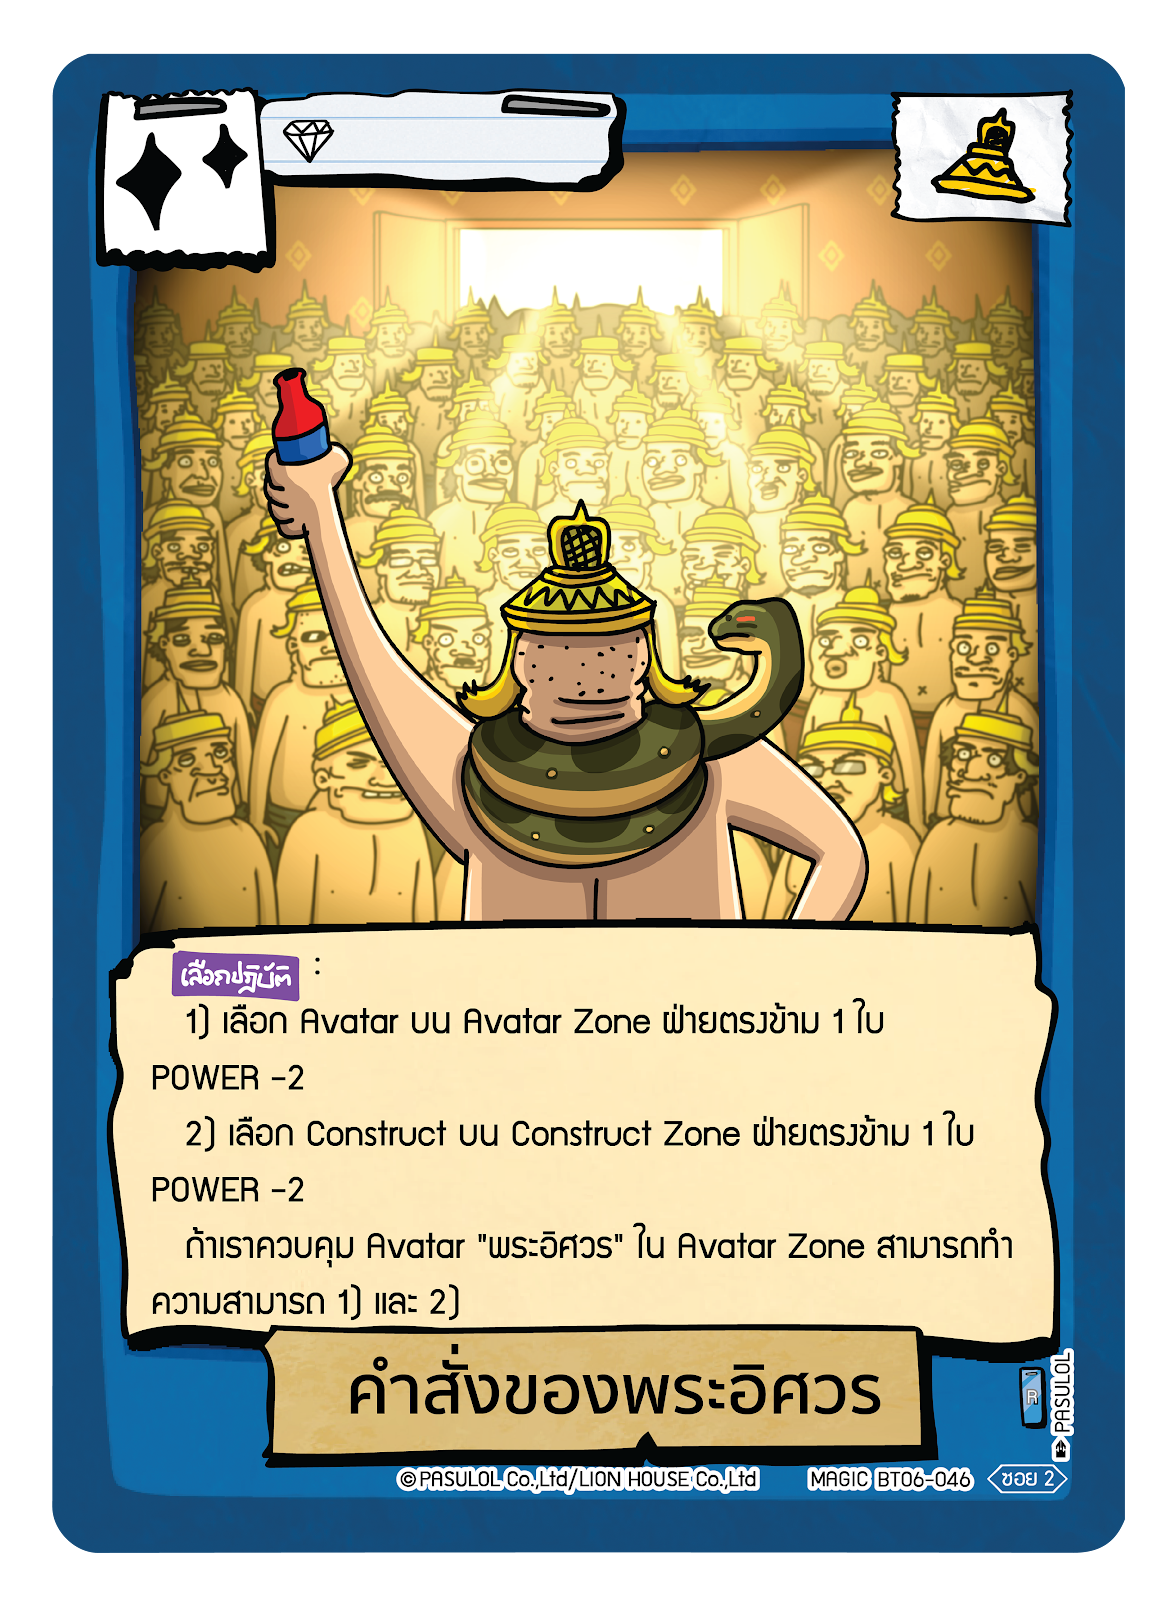 เลือกปฏิบัติ :
1) เลือก Avatar บน Avatar Zone ฝ่ายตรงข้าม 1 ใบ
POWER -2
2) เลือก Construct บน Construct Zone ฝ่ายตรงข้าม 1 ใบ
POWER -2
ถ้าเราควบคุม Avatar "พระอิศวร" ใน Avatar Zone สามารถทำ
ความสามารถ 1) และ 2)
คำสั่งของพระอิศวร
R
PASULOL
©PASULOL Co.,Ltd/LION HOUSE Co.,Ltd MAGIC BT06-046 ซอย 2